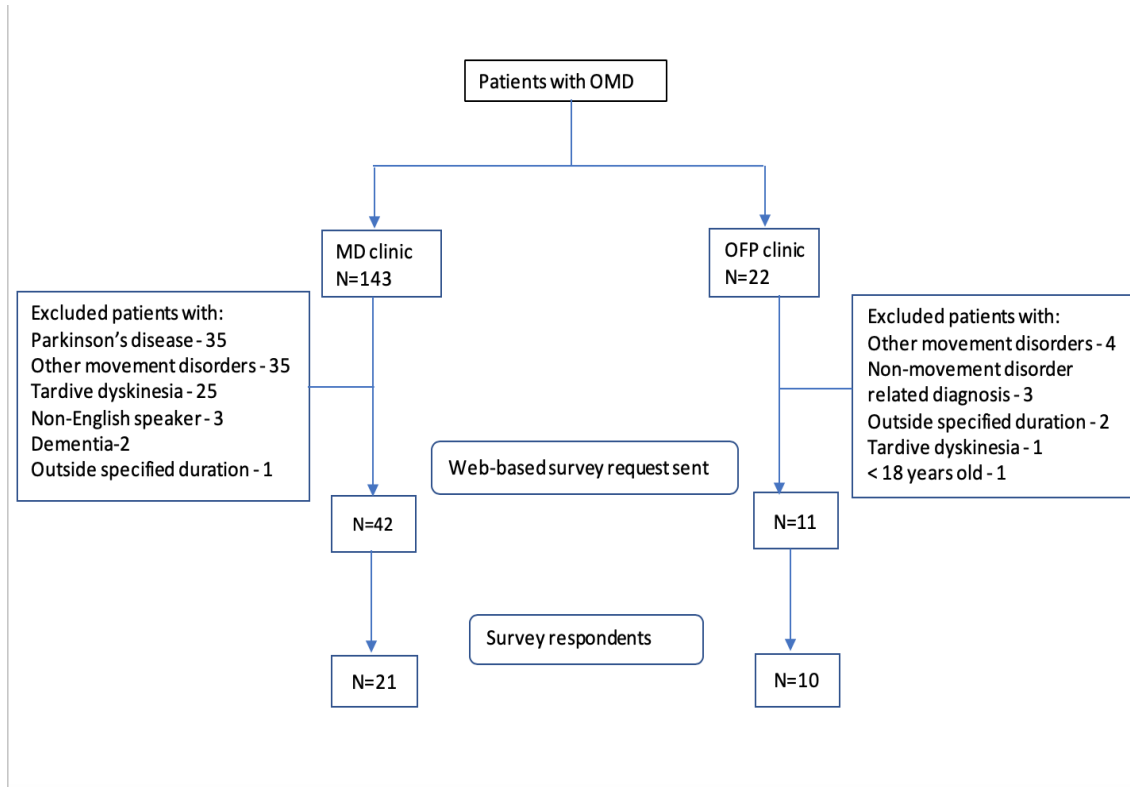 Patients with OMD
MD clinic
N=143
OFP clinic
N=22
Excluded patients with:
Parkinson's disease - 35
Other movement disorders - 35
Tardive dyskinesia - 25
Non-English speaker - 3
Dementia-2
Outside specified duration - 1
Excluded patients with:
Other movement disorders - 4
Non-movement disorder
related diagnosis - 3
Outside specified duration - 2
Tardive dyskinesia - 1
< 18 years old - 1
Web-based survey request sent
N=42
N=11
Survey respondents
N=21
N=10